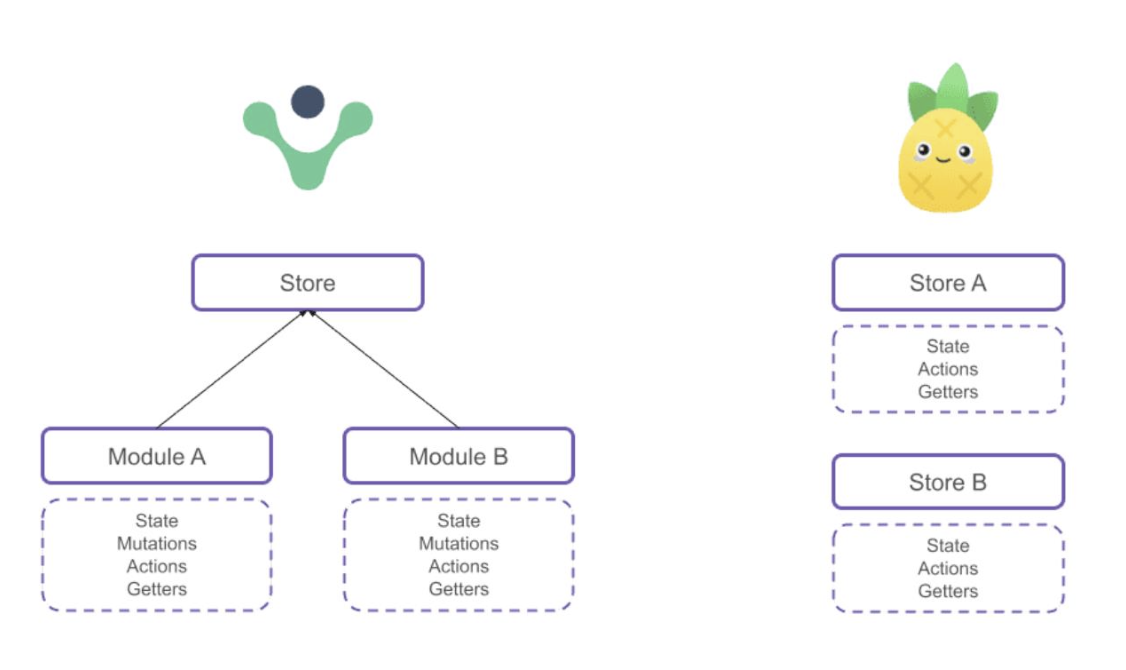 Store
Module A
State
Mutations
Actions
Getters
Module B
State
Mutations
Actions
Getters
Store A
State
Actions
Getters
Store B
State
Actions
Getters